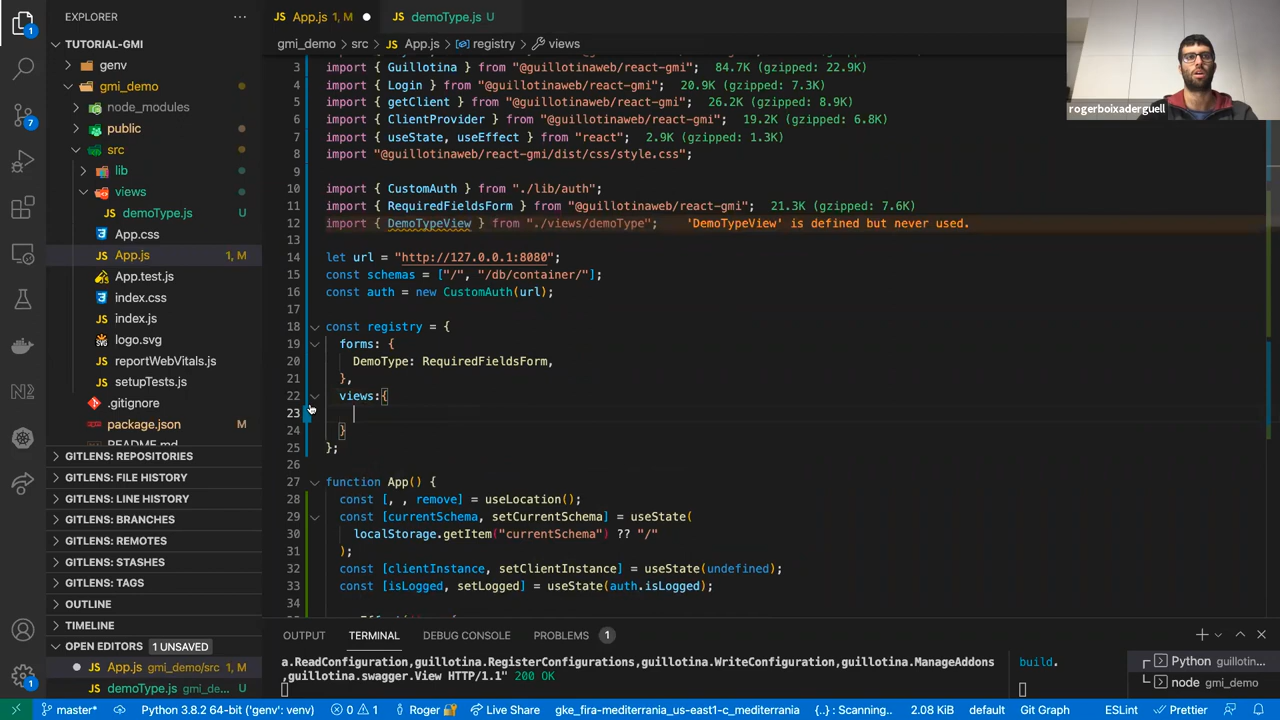 EXPLORER
TUTORIAL-GMI
genv
gmi_demo
node_modules
public
src
lib
views
demoType.js U
App.css
App.js 1, M
App.test.js
index.css
index.js
logo.svg
reportWebVitals.js
setupTests.js
.gitignore
package.json M
README.md
GITLENS: REPOSITORIES
GITLENS: FILE HISTORY
GITLENS: LINE HISTORY
GITLENS: BRANCHES
GITLENS: REMOTES
GITLENS: STASHES
GITLENS: TAGS
GITLENS: SEARCH & COMPARE
OUTLINE
TIMELINE
OPEN EDITORS 1 UNSAVED
App.js gmi_demo/src 1, M
demoType.js gmi_de... U
App.js 1, M
demoType.js U
gmi_demo > src > App.js > registry > views
3 import { Guillotina } from "@guillotinaweb/react-gmi"; 84.7K (gzipped: 22.9K)
4 import { Login } from "@guillotinaweb/react-gmi"; 20.9K (gzipped: 7.3K)
5 import { getClient } from "@guillotinaweb/react-gmi"; 26.2K (gzipped: 8.9K)
6 import { ClientProvider } from "@guillotinaweb/react-gmi"; 19.2K (gzipped: 6.8K)
7 import { useState, useEffect } from "react"; 2.9K (gzipped: 1.3K)
8 import "@guillotinaweb/react-gmi/dist/css/style.css";
9
10 import { CustomAuth } from "./lib/auth";
11 import { RequiredFieldsForm } from "@guillotinaweb/react-gmi"; 21.3K (gzipped: 7.6K)
12 import { DemoTypeView } from "./views/demoType"; 'DemoTypeView' is defined but never used.
13
14 let url = "http://127.0.0.1:8080";
15 const schemas = ["/", "/db/container/"];
16 const auth = new CustomAuth(url);
17
18 const registry = {
19 forms: {
20 DemoType: RequiredFieldsForm,
21 },
22 views:{
23
24 }
25 };
26
27 function App() {
28 const [, , remove] = useLocation();
29 const [currentSchema, setCurrentSchema] = useState(
30 localStorage.getItem("currentSchema") ?? "/"
31 );
32 const [clientInstance, setClientInstance] = useState(undefined);
33 const [isLogged, setLogged] = useState(auth.isLogged);
34
rogerboixaderguell
OUTPUT TERMINAL DEBUG CONSOLE PROBLEMS 1
a.ReadConfiguration,guillotina.RegisterConfigurations,guillotina.WriteConfiguration,guillotina.ManageAddons
,guillotina.swagger.View HTTP/1.1" 200 OK
build.
Python guillotin...
node gmi_demo
1
7
1
master* Python 3.8.2 64-bit ('genv': venv) 0 1 Roger Live Share gke_fira-mediterrania_us-east1-c_mediterrania {..} : Scanning... 2.08 KiB default Git Graph ESLint Prettier